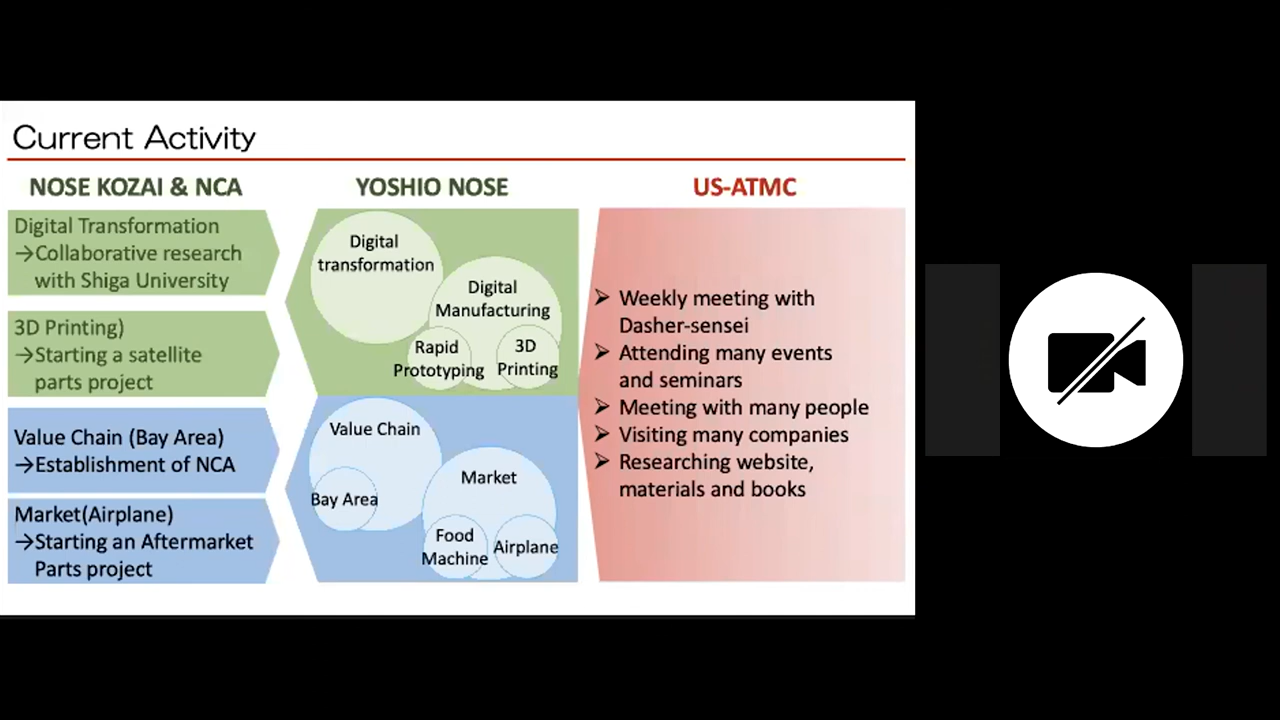 Current Activity
NOSE KOZAI & NCA
Digital Transformation
→Collaborative research
with Shiga University
3D Printing)
→Starting a satellite
parts project
Value Chain (Bay Area)
→Establishment of NCA
Market(Airplane)
→Starting an Aftermarket
Parts project
YOSHIO NOSE
Digital
transformation
Digital
Manufacturing
Rapid
Prototyping
3D
Printing
Value Chain
Bay Area
Market
Food
Machine
Airplane
US-ATMC
➢ Weekly meeting with
Dasher-sensei
➢ Attending many events
and seminars
➢ Meeting with many people
➢ Visiting many companies
➢ Researching website,
materials and books